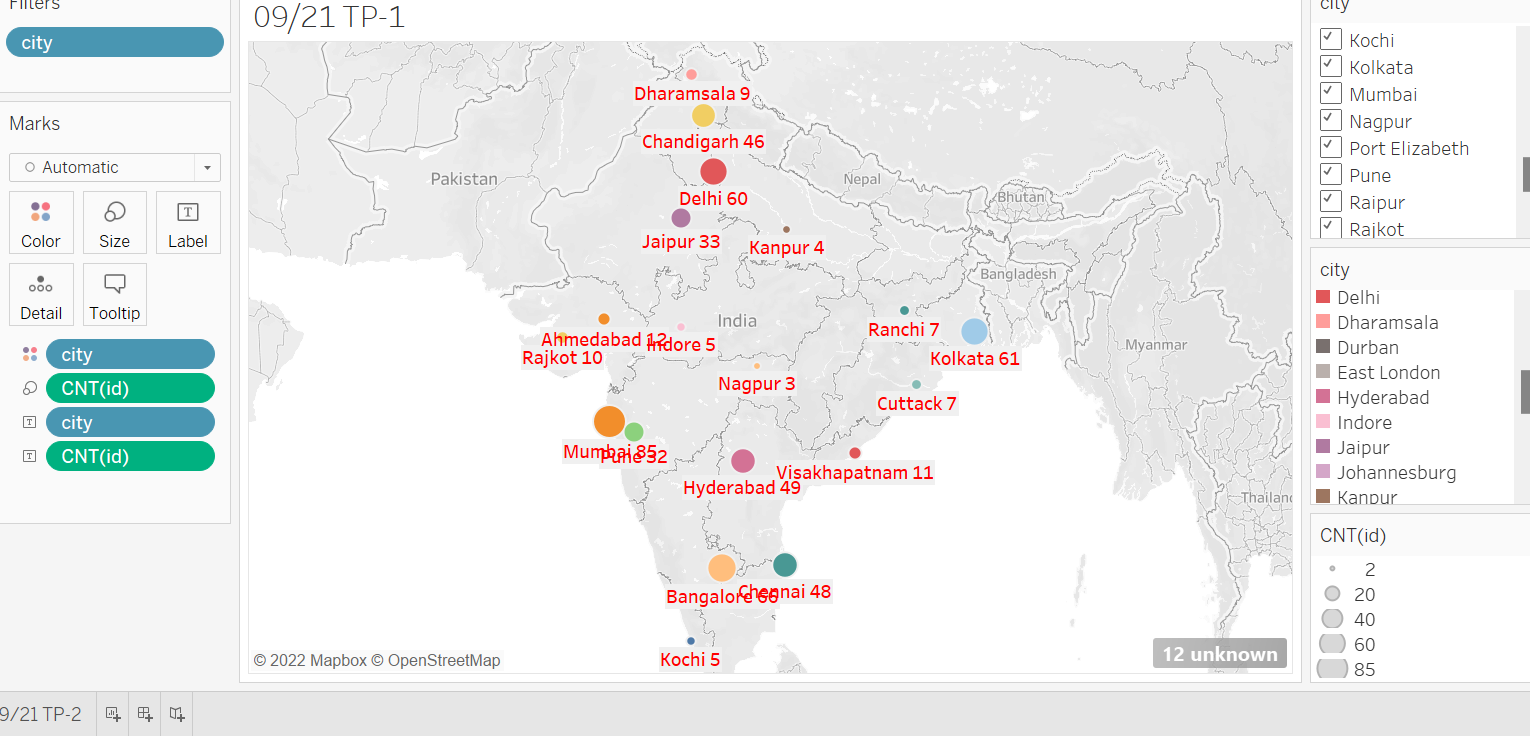 Filters
city
Marks
Automatic
Color
Size
Label
Detail
Tooltip
city
CNT(id)
city
CNT(id)
09/21 TP-1
Dharamsala 9
Chandigarh 46
Pakistan
Nepal
Delhi 60
Bhutan
Jaipur 33
Kanpur 4
Bangladesh
India
Ranchi 7
Ahmedabad 12
Indore 5
Rajkot 10
Kolkata 61
Myanmar
Nagpur 3
Cuttack 7
Mumbai 85
Pune 32
Visakhapatnam 11
Hyderabad 49
Thailand
Chennai 48
Bangalore 66
Kochi 5
© 2022 Mapbox © OpenStreetMap
12 unknown
city
Kochi
Kolkata
Mumbai
Nagpur
Port Elizabeth
Pune
Raipur
Rajkot
city
Delhi
Dharamsala
Durban
East London
Hyderabad
Indore
Jaipur
Johannesburg
Kanpur
CNT(id)
2
20
40
60
85
9/21 TP-2